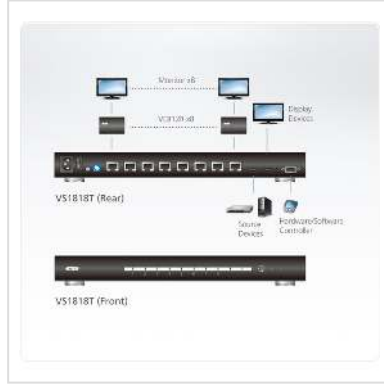 Monitor x8
Display
Devices
VS1818T (Rear)
Source
Devices
Hardware/Software
Controller
VS1818T (Front)